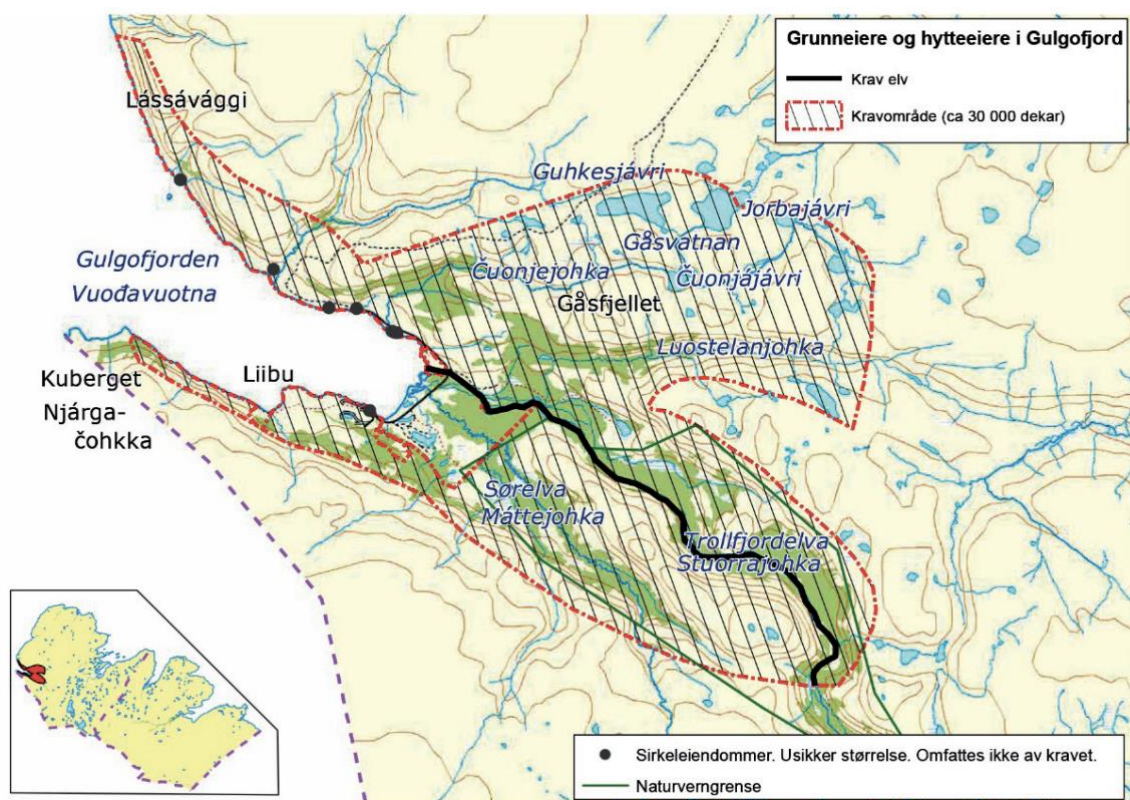 Grunneiere og hytteeiere i Gulgofjord
Krav elv
Kravområde (ca 30 000 dekar)
Lássávággi
Guhkesjávri
Jorbajávri
Gåsvatnan
Gulgofjorden
Vuođavuotna
Čuonjejohka
Čuonjájávri
Gåsfjellet
Luostelanjohka
Kuberget
Liibu
Njárga-
čohkka
Sørelva
Máttejohka
Trollfjordelva
Stuorrajohka
Sirkeleiendommer. Usikker størrelse. Omfattes ikke av kravet.
Naturverngrense